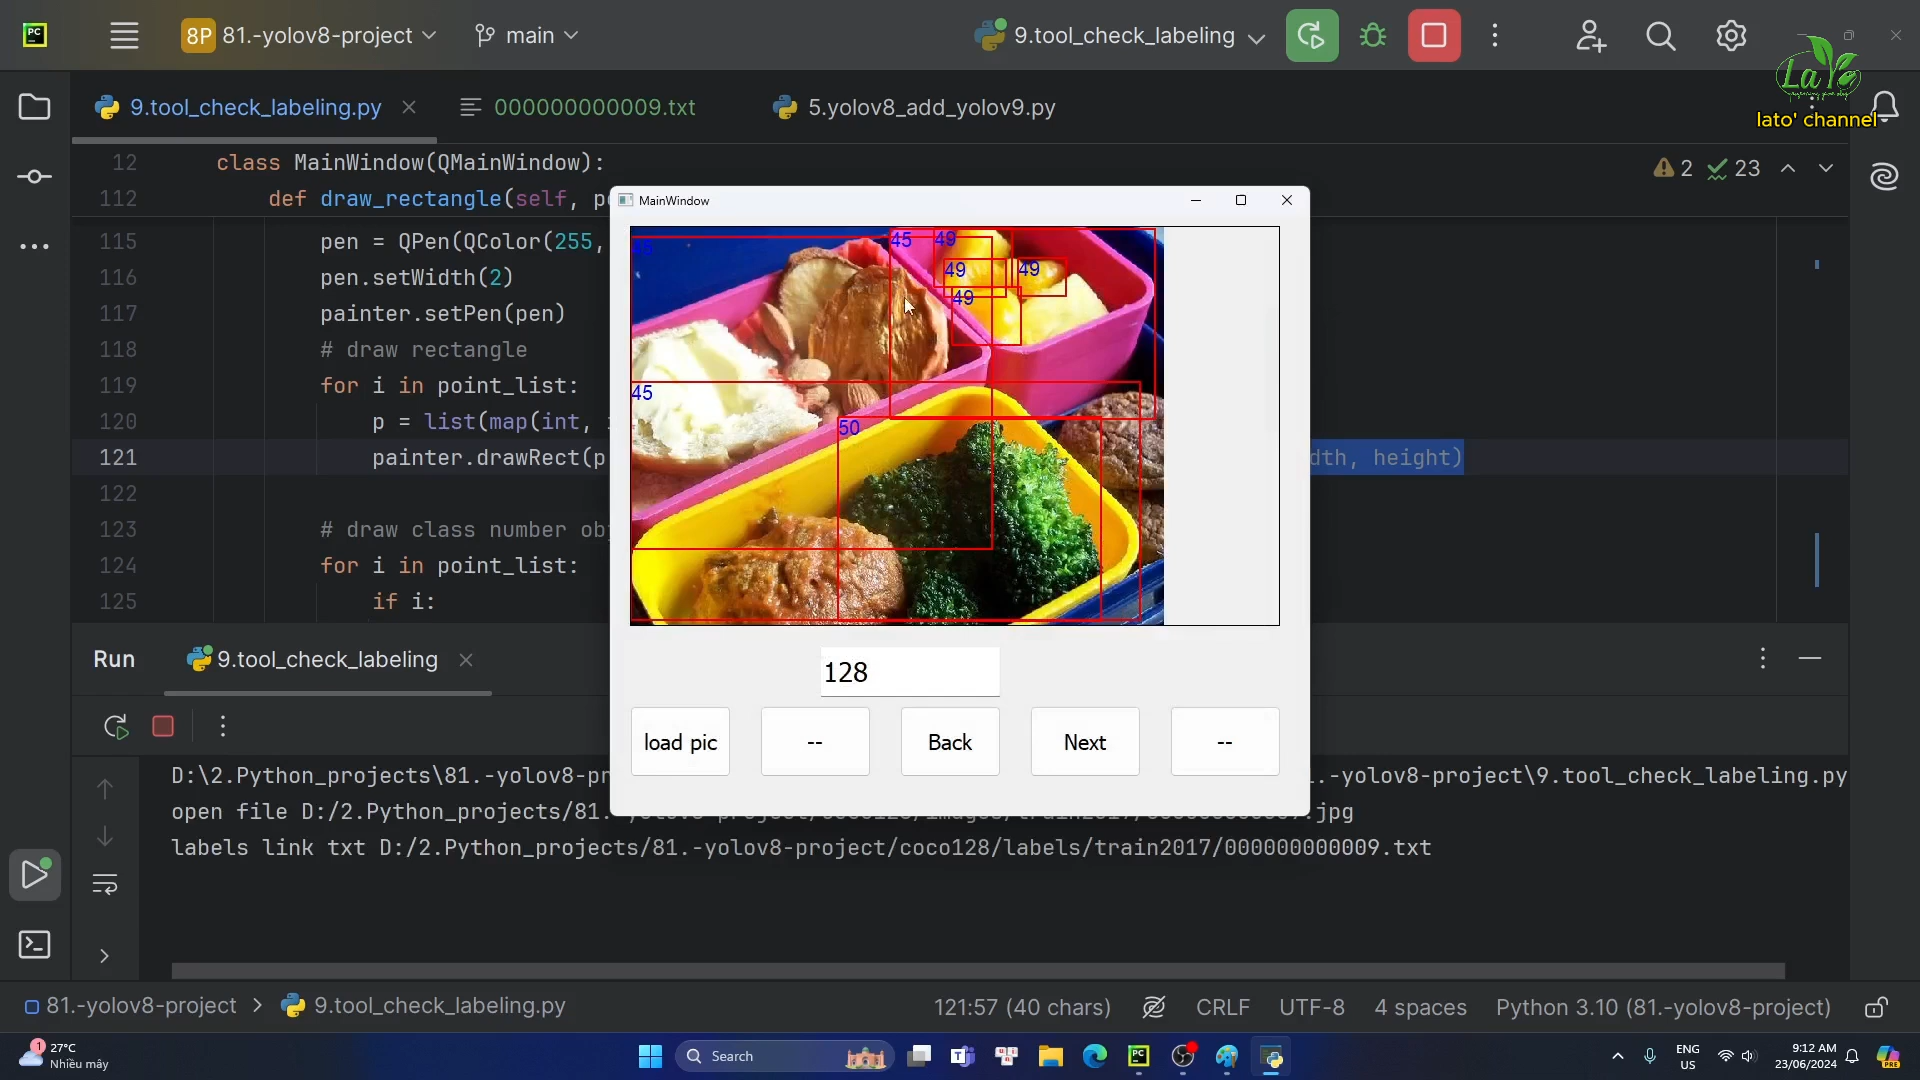 PC
8P 81.-yolov8-project
main
9.tool_check_labeling
9.tool_check_labeling.py
000000000009.txt
5.yolov8_add_yolov9.py
LaYo
lato' channel
12 class MainWindow(QMainWindow):
2 23
112 def draw_rectangle(self,
115 pen = QPen(QColor(255,
116 pen.setWidth(2)
117 painter.setPen(pen)
118 # draw rectangle
119 for i in point_list:
120 p = list(map(int,
121 painter.drawRect(p
dth, height)
122
123 # draw class number
124 for i in point_list:
125 if i:
MainWindow
45
45 49
49 49
49
45
50
128
load pic
--
Back
Next
--
Run
9.tool_check_labeling
D:\2.Python_projects\81.-yolov8-pr
.-yolov8-project\9.tool_check_labeling.py
open file D:/2.Python_projects/81.
.jpg
labels link txt D:/2.Python_projects/81.-yolov8-project/coco128/labels/train2017/000000000009.txt
81.-yolov8-project > 9.tool_check_labeling.py
121:57 (40 chars)
CRLF
UTF-8
4 spaces
Python 3.10 (81.-yolov8-project)
1
27°C
Nhiều mây
Search
ENG
US
9:12 AM
23/06/2024